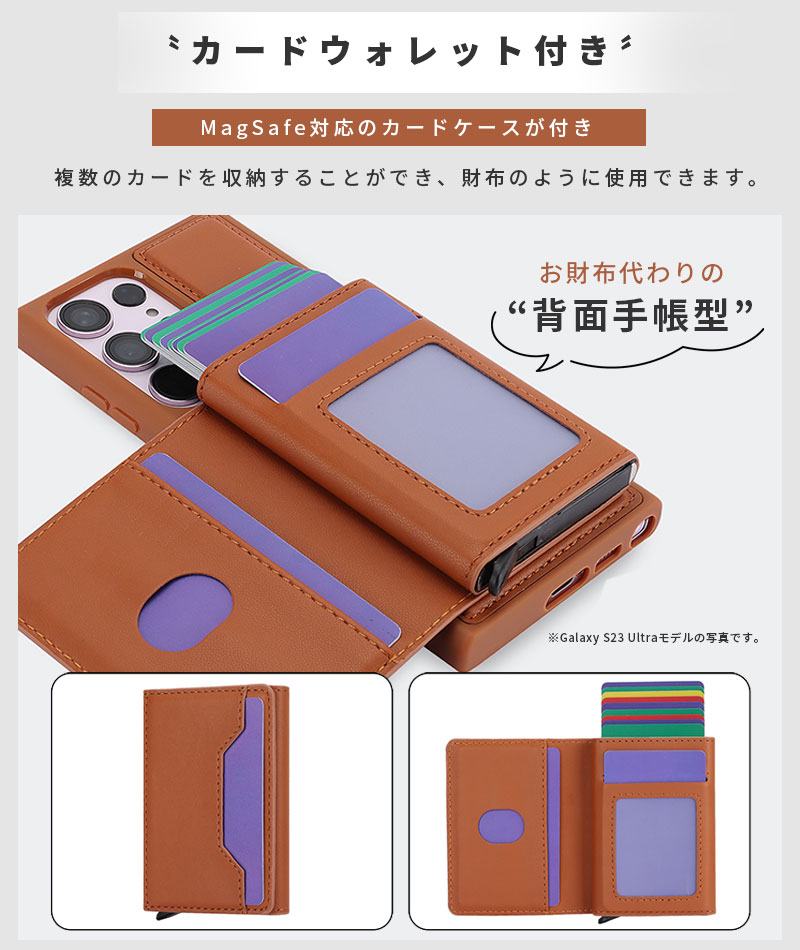 〝カードウォレット付き〞
MagSafe対応のカードケースが付き
複数のカードを収納することができ、財布のように使用できます。
お財布代わりの
“背面手帳型”
※Galaxy S23 Ultraモデルの写真です。